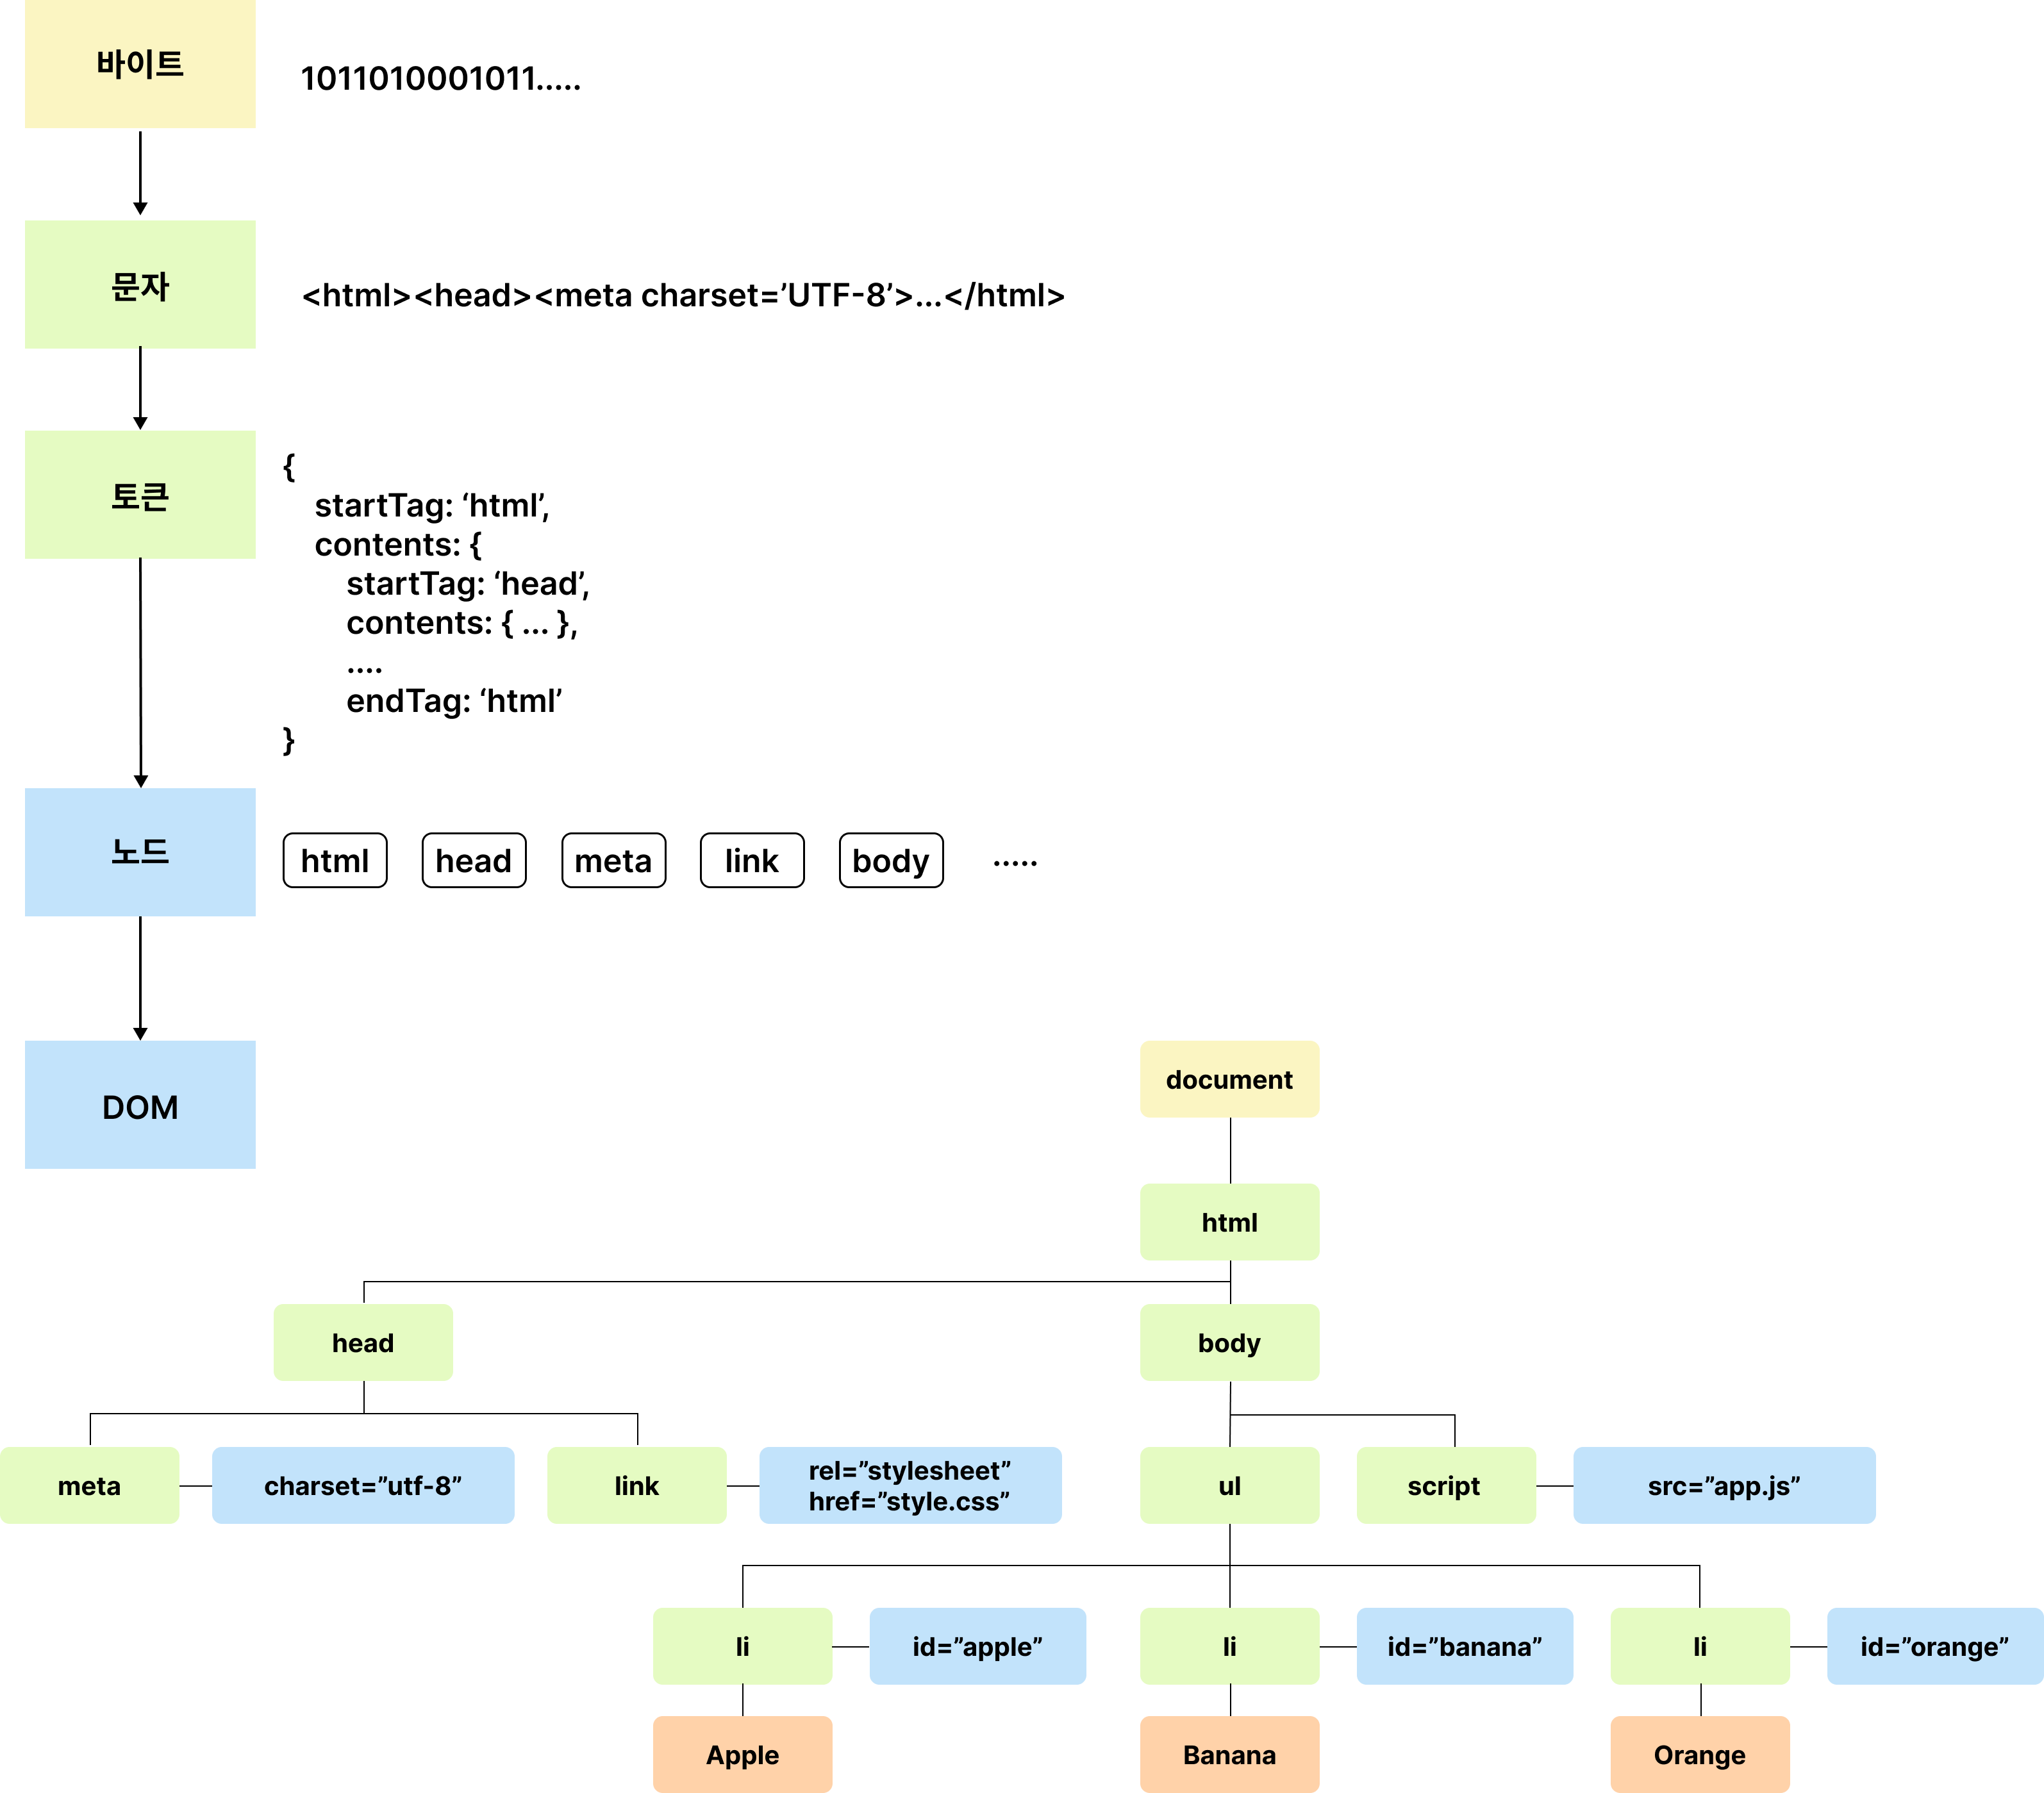 바이트
1011010001011.....
문자
<html><head><meta charset=’UTF-8’>...</html>
토큰
{
startTag: ‘html’,
contents: {
startTag: ‘head’,
contents: { ... },
....
endTag: ‘html’
}
노드
html head meta link body .....
DOM
document
html
head body
meta charset=”utf-8” link rel=”stylesheet”
href=”style.css”
ul script src=”app.js”
li id=”apple” li id=”banana” li id=”orange”
Apple Banana Orange